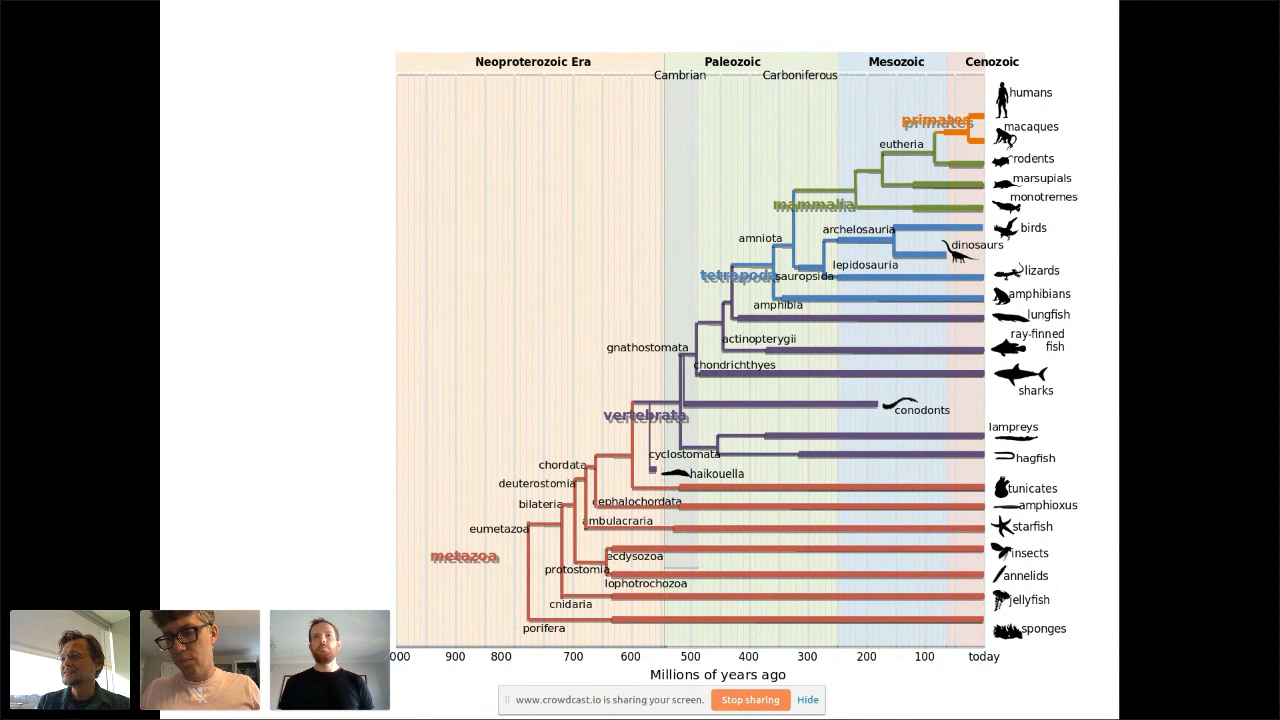 Neoproterozoic Era Paleozoic Mesozoic Cenozoic
Cambrian Carboniferous
humans
primates
macaques
eutheria
rodents
marsupials
monotremes
mammalia
birds
archelosauria
amniota
dinosaurs
lepidosauria
lizards
tetrapoda
sauropsida
amphibians
amphibia
lungfish
ray-finned
fish
actinopterygii
gnathostomata
chondrichthyes
sharks
conodonts
vertebrata
lampreys
cyclostomata
hagfish
chordata
haikouella
deuterostomia
tunicates
bilateria
cephalochordata
amphioxus
ambulacraria
starfish
eumetazoa
metazoa
ecdysozoa
insects
protostomia
annelids
lophotrochozoa
jellyfish
cnidaria
porifera
sponges
000 900 800 700 600 500 400 300 200 100 today
Millions of years ago
www.crowdcast.io is sharing your screen. Stop sharing Hide